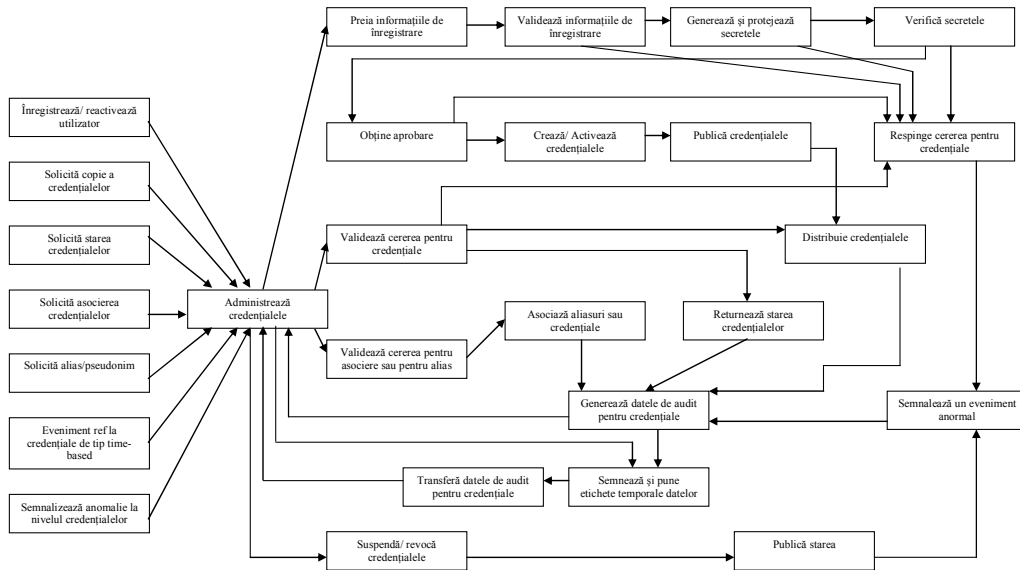 Preia informațiile de
înregistrare
Validează informațiile de
înregistrare
Generează și protejează
secretele
Verifică secretele
Înregistrează/ reactivează
utilizator
Obține aprobare
Crează/ Activează
credențialele
Publică credențialele
Respinge cererea pentru
credențiale
Solicită copie a
credențialelor
Solicită starea
credențialelor
Validează cererea pentru
credențiale
Distribuie credențialele
Solicită asocierea
credențialelor
Administrează
credențialele
Asociază aliasuri sau
credențiale
Returnează starea
credențialelor
Solicită alias/pseudonim
Validează cererea pentru
asociere sau pentru alias
Generează datele de audit
pentru credențiale
Semnalează un eveniment
anormal
Eveniment ref la
credențiale de tip time-
based
Semnalizează anomalie la
nivelul credențialelor
Transferă datele de audit
pentru credențiale
Semnează și pune
etichete temporale datelor
Suspendă/ revocă
credențialele
Publică starea